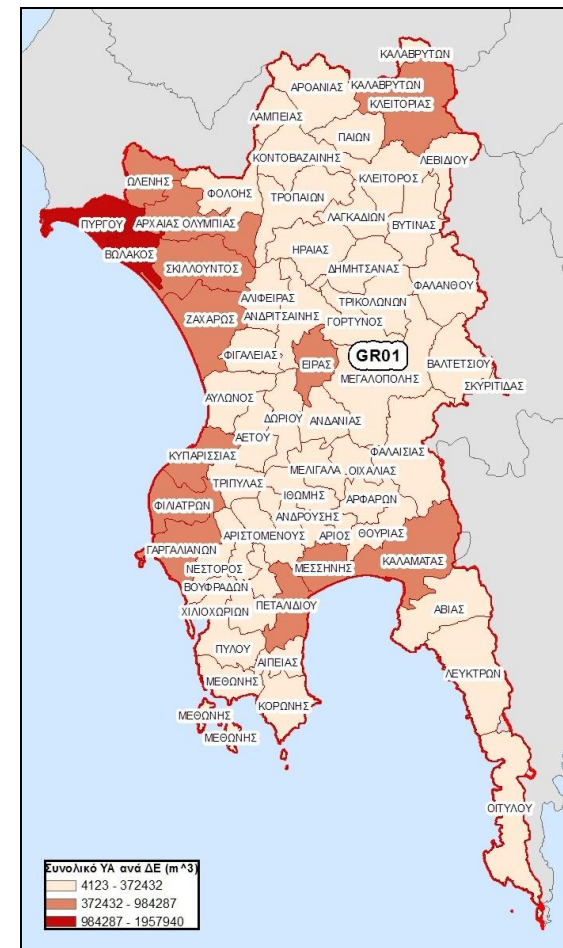 ΚΑΛΑΒΡΥΤΩΝ
ΑΡΟΑΝΙΑΣ
ΚΑΛΑΒΡΥΤΩΝ
ΚΛΕΙΤΟΡΙΑΣ
ΛΑΜΠΕΙΑΣ
ΠΑΙΩΝ
ΚΟΝΤΟΒΑΖΑΙΝΗΣ
ΛΕΒΙΔΙΟΥ
ΩΛΕΝΗΣ
ΚΛΕΙΤΟΡΟΣ
ΦΟΛΟΗΣ
ΤΡΟΠΑΙΩΝ
ΛΑΓΚΑΔΙΩΝ
ΠΥΡΓΟΥ
ΑΡΧΑΙΑΣ ΟΛΥΜΠΙΑΣ
ΒΥΤΙΝΑΣ
ΒΩΛΑΚΟΣ
ΗΡΑΙΑΣ
ΣΚΙΛΛΟΥΝΤΟΣ
ΔΗΜΗΤΣΑΝΑΣ
ΦΑΛΑΝΘΟΥ
ΑΛΙΦΕΙΡΑΣ
ΤΡΙΚΟΛΩΝΩΝ
ΖΑΧΑΡΩΣ
ΑΝΔΡΙΤΣΑΙΝΗΣ
ΓΟΡΤΥΝΟΣ
ΦΙΓΑΛΕΙΑΣ
ΕΙΡΑΣ
GR01
ΒΑΛΤΕΤΣΙΟΥ
ΜΕΓΑΛΟΠΟΛΗΣ
ΣΚΥΡΙΤΙΔΑΣ
ΑΥΛΩΝΟΣ
ΔΩΡΙΟΥ
ΑΝΔΑΝΙΑΣ
ΑΕΤΟΥ
ΦΑΛΑΙΣΙΑΣ
ΚΥΠΑΡΙΣΣΙΑΣ
ΜΕΛΙΓΑΛΑ
ΟΙΧΑΛΙΑΣ
ΤΡΙΠΥΛΑΣ
ΙΘΩΜΗΣ
ΑΡΦΑΡΩΝ
ΦΙΛΙΑΤΡΩΝ
ΑΝΔΡΟΥΣΗΣ
ΑΡΙΣΤΟΜΕΝΟΥΣ
ΑΡΙΟΣ
ΘΟΥΡΙΑΣ
ΓΑΡΓΑΛΙΑΝΩΝ
ΜΕΣΣΗΝΗΣ
ΚΑΛΑΜΑΤΑΣ
ΝΕΣΤΟΡΟΣ
ΒΟΥΦΡΑΔΩΝ
ΠΕΤΑΛΙΔΙΟΥ
ΧΙΛΙΟΧΩΡΙΩΝ
ΑΒΙΑΣ
ΠΥΛΟΥ
ΑΙΠΕΙΑΣ
ΛΕΥΚΤΡΩΝ
ΜΕΘΩΝΗΣ
ΚΟΡΩΝΗΣ
ΜΕΘΩΝΗΣ
ΜΕΘΩΝΗΣ
ΟΙΤΥΛΟΥ
Συνολικό ΥΑ ανά ΔΕ (m^3)
4123 - 372432
372432 - 984287
984287 - 1957940